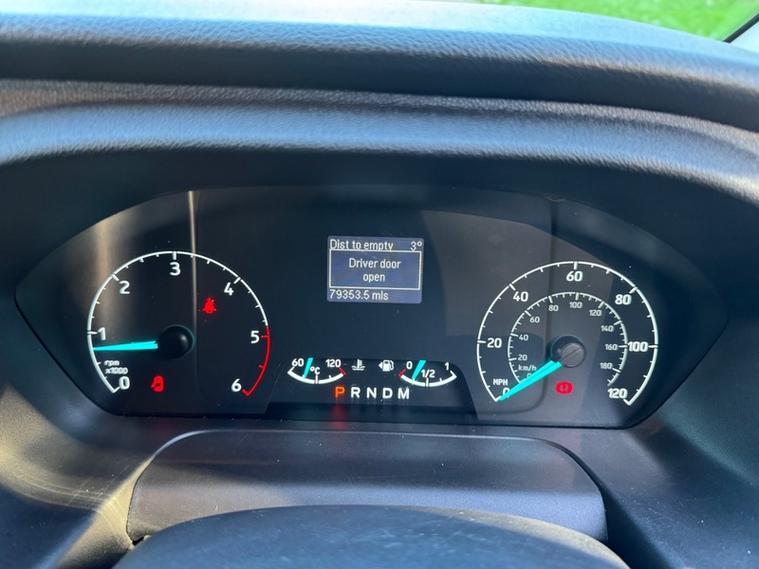 Dist to empty 3°
Driver door
open
79353.5 mls
0 1 2 3 4 5 6
rpm
x1000
60 120
°C
0 1/2 1
P R N D M
0 20 40 60 80 100 120
MPH
20 40 60 80 100 120 140 160 180
km/h